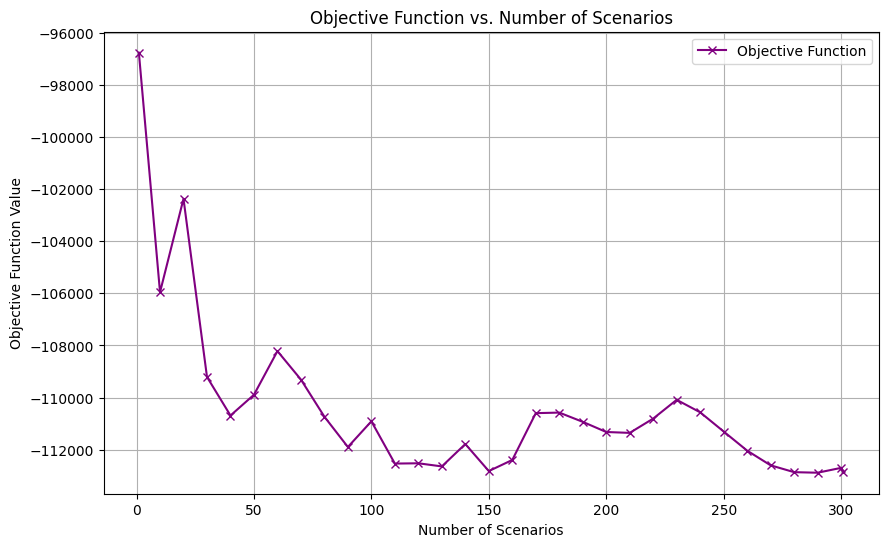 Objective Function vs. Number of Scenarios
Objective Function
Objective Function Value
−96000
−98000
−100000
−102000
−104000
−106000
−108000
−110000
−112000
0 50 100 150 200 250 300
Number of Scenarios